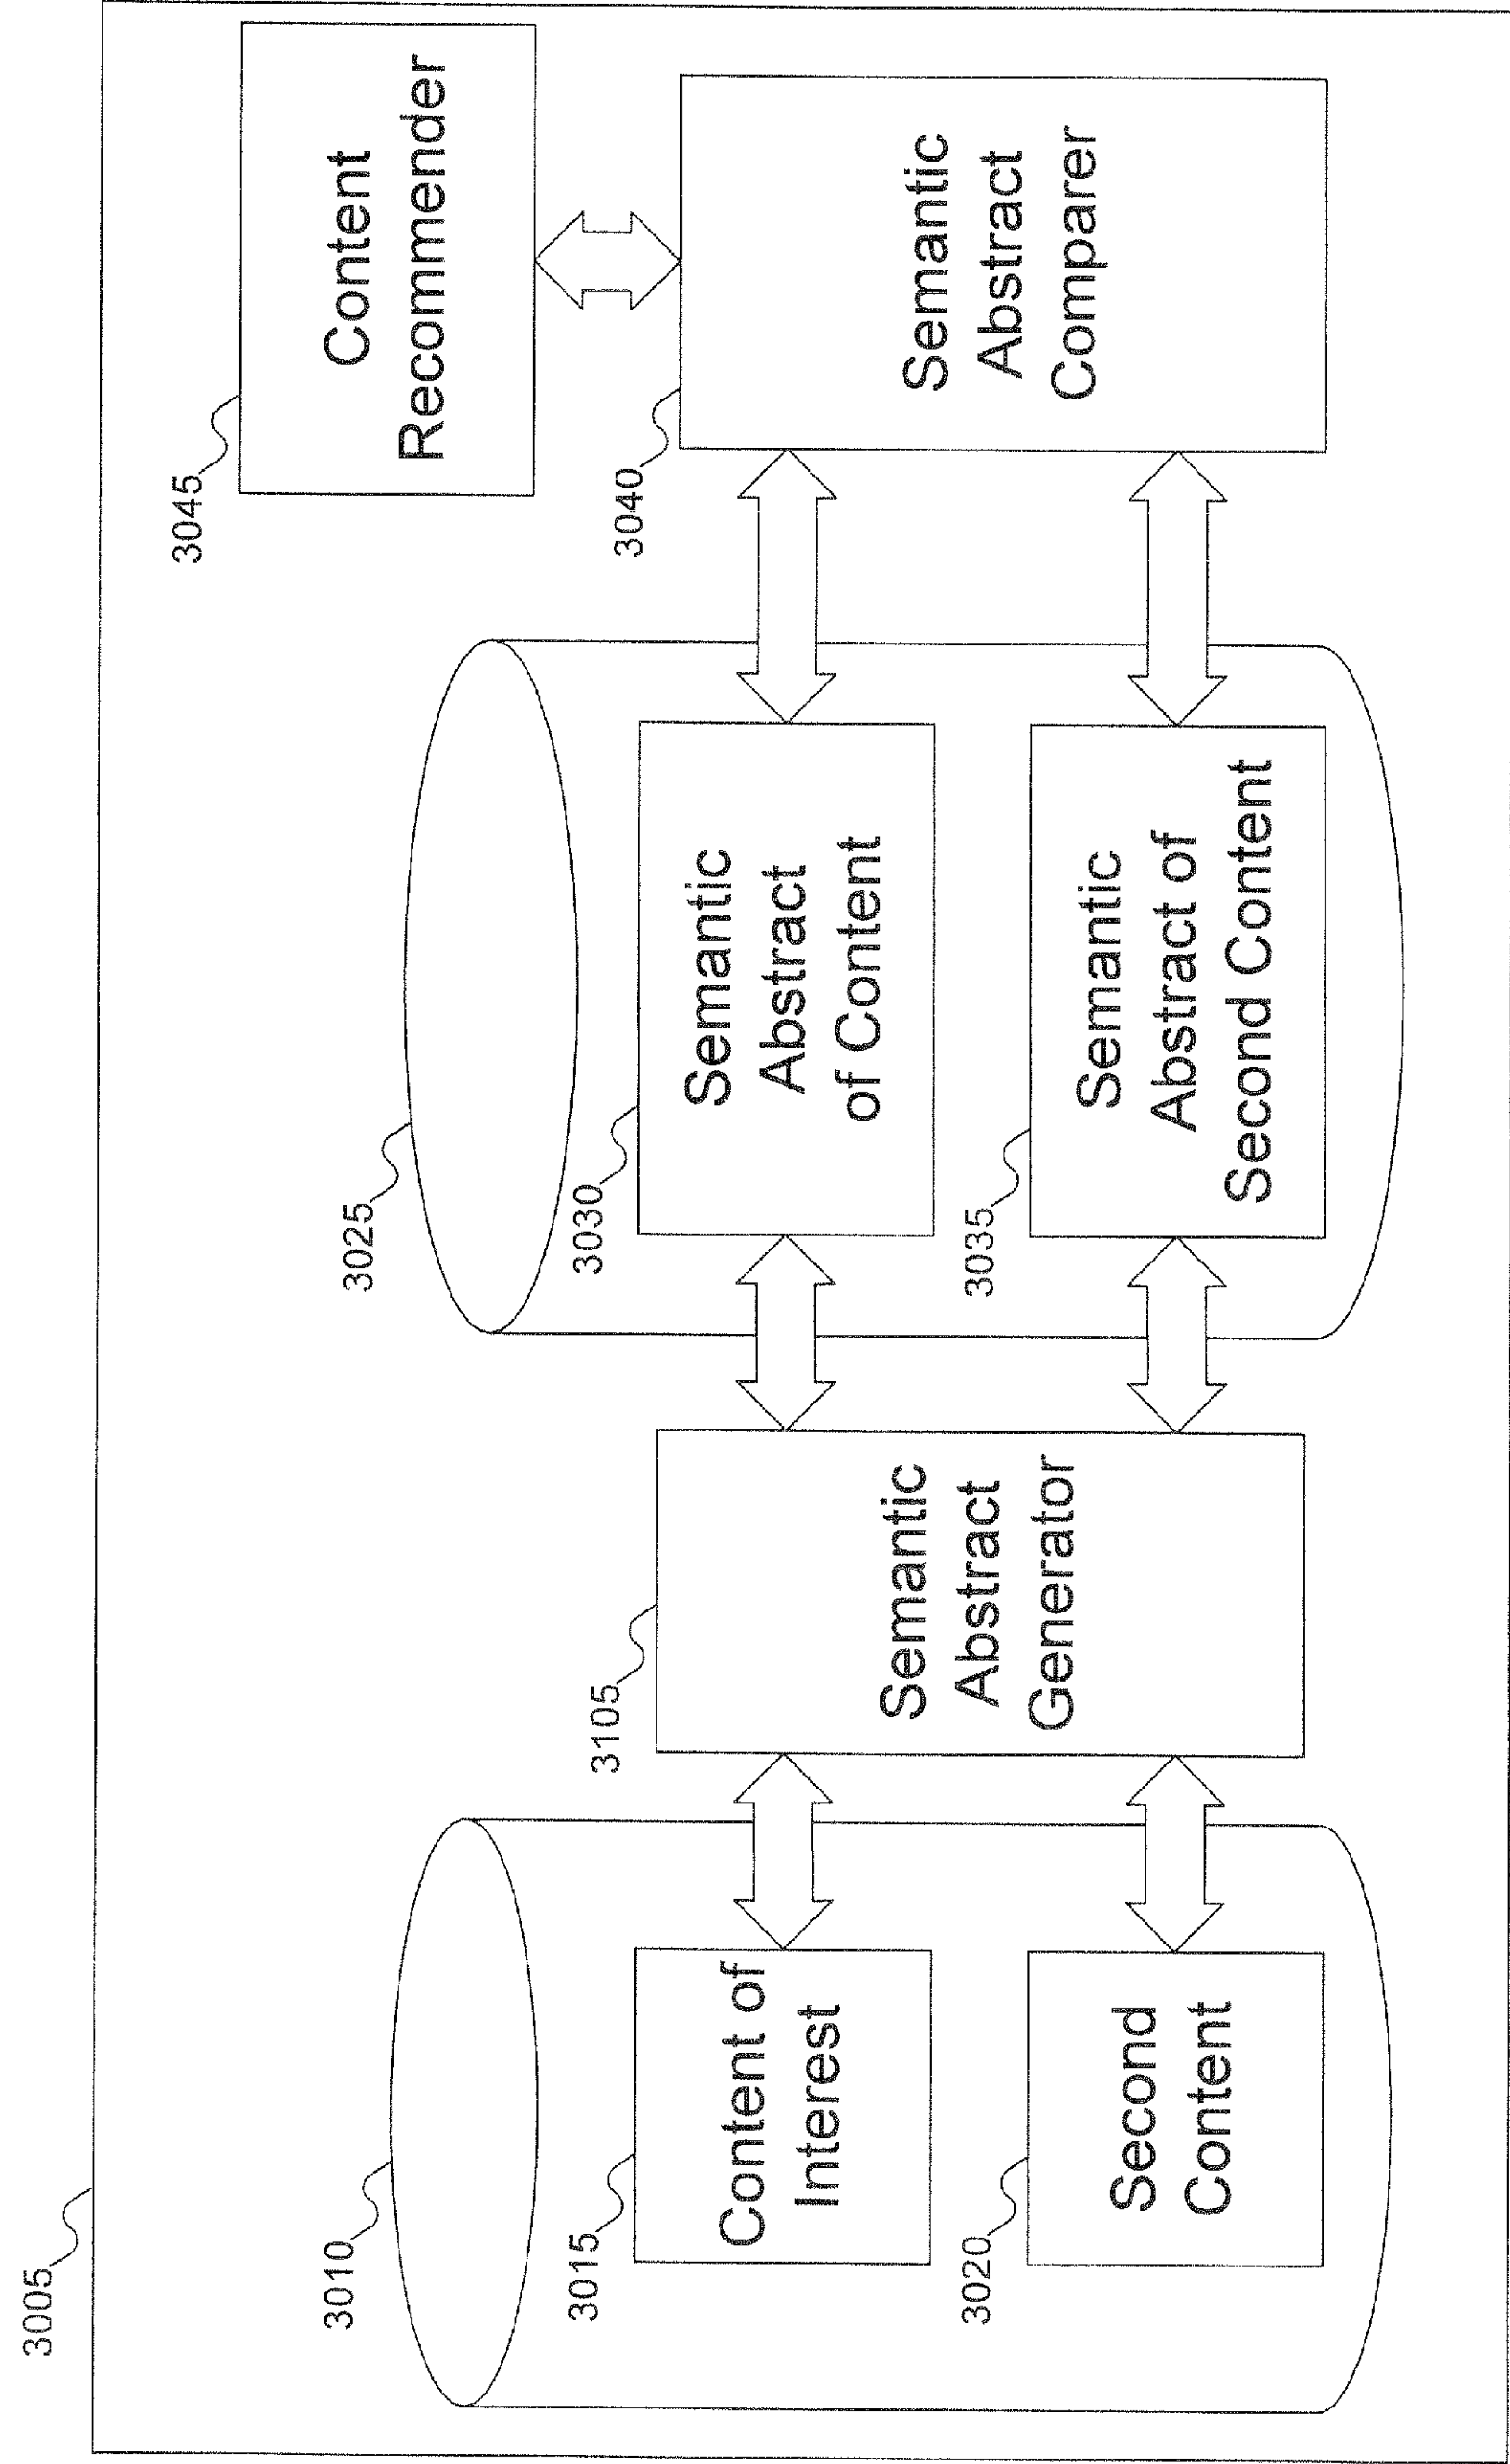 3005
3010
3015
Content of
Interest
3020
Second
Content
3105
Semantic
Abstract
Generator
3025
3030
Semantic
Abstract
of Content
3035
Semantic
Abstract of
Second Content
3045
Content
Recommender
3040
Semantic
Abstract
Comparer